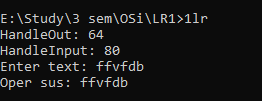 E:\Study\3 sem\OSi\LR1>1lr
HandleOut: 64
HandleInput: 80
Enter text: ffvfdb
Oper sus: ffvfdb